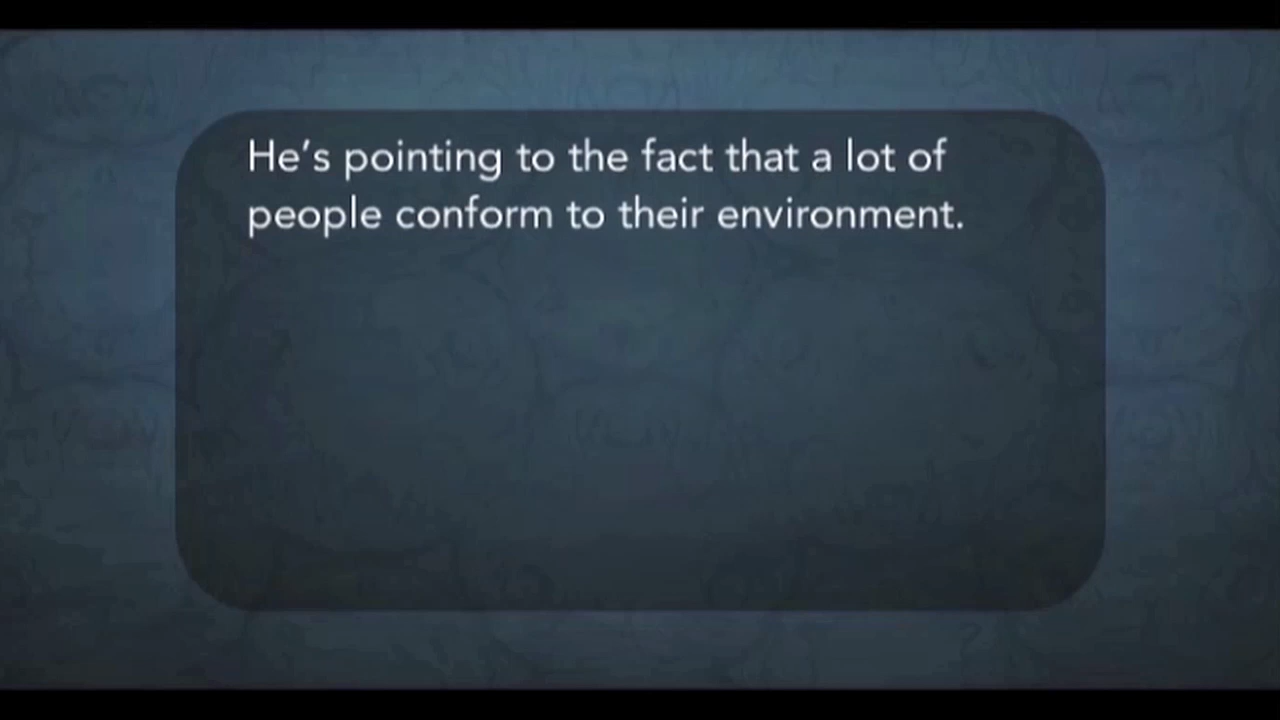 He’s pointing to the fact that a lot of
people conform to their environment.